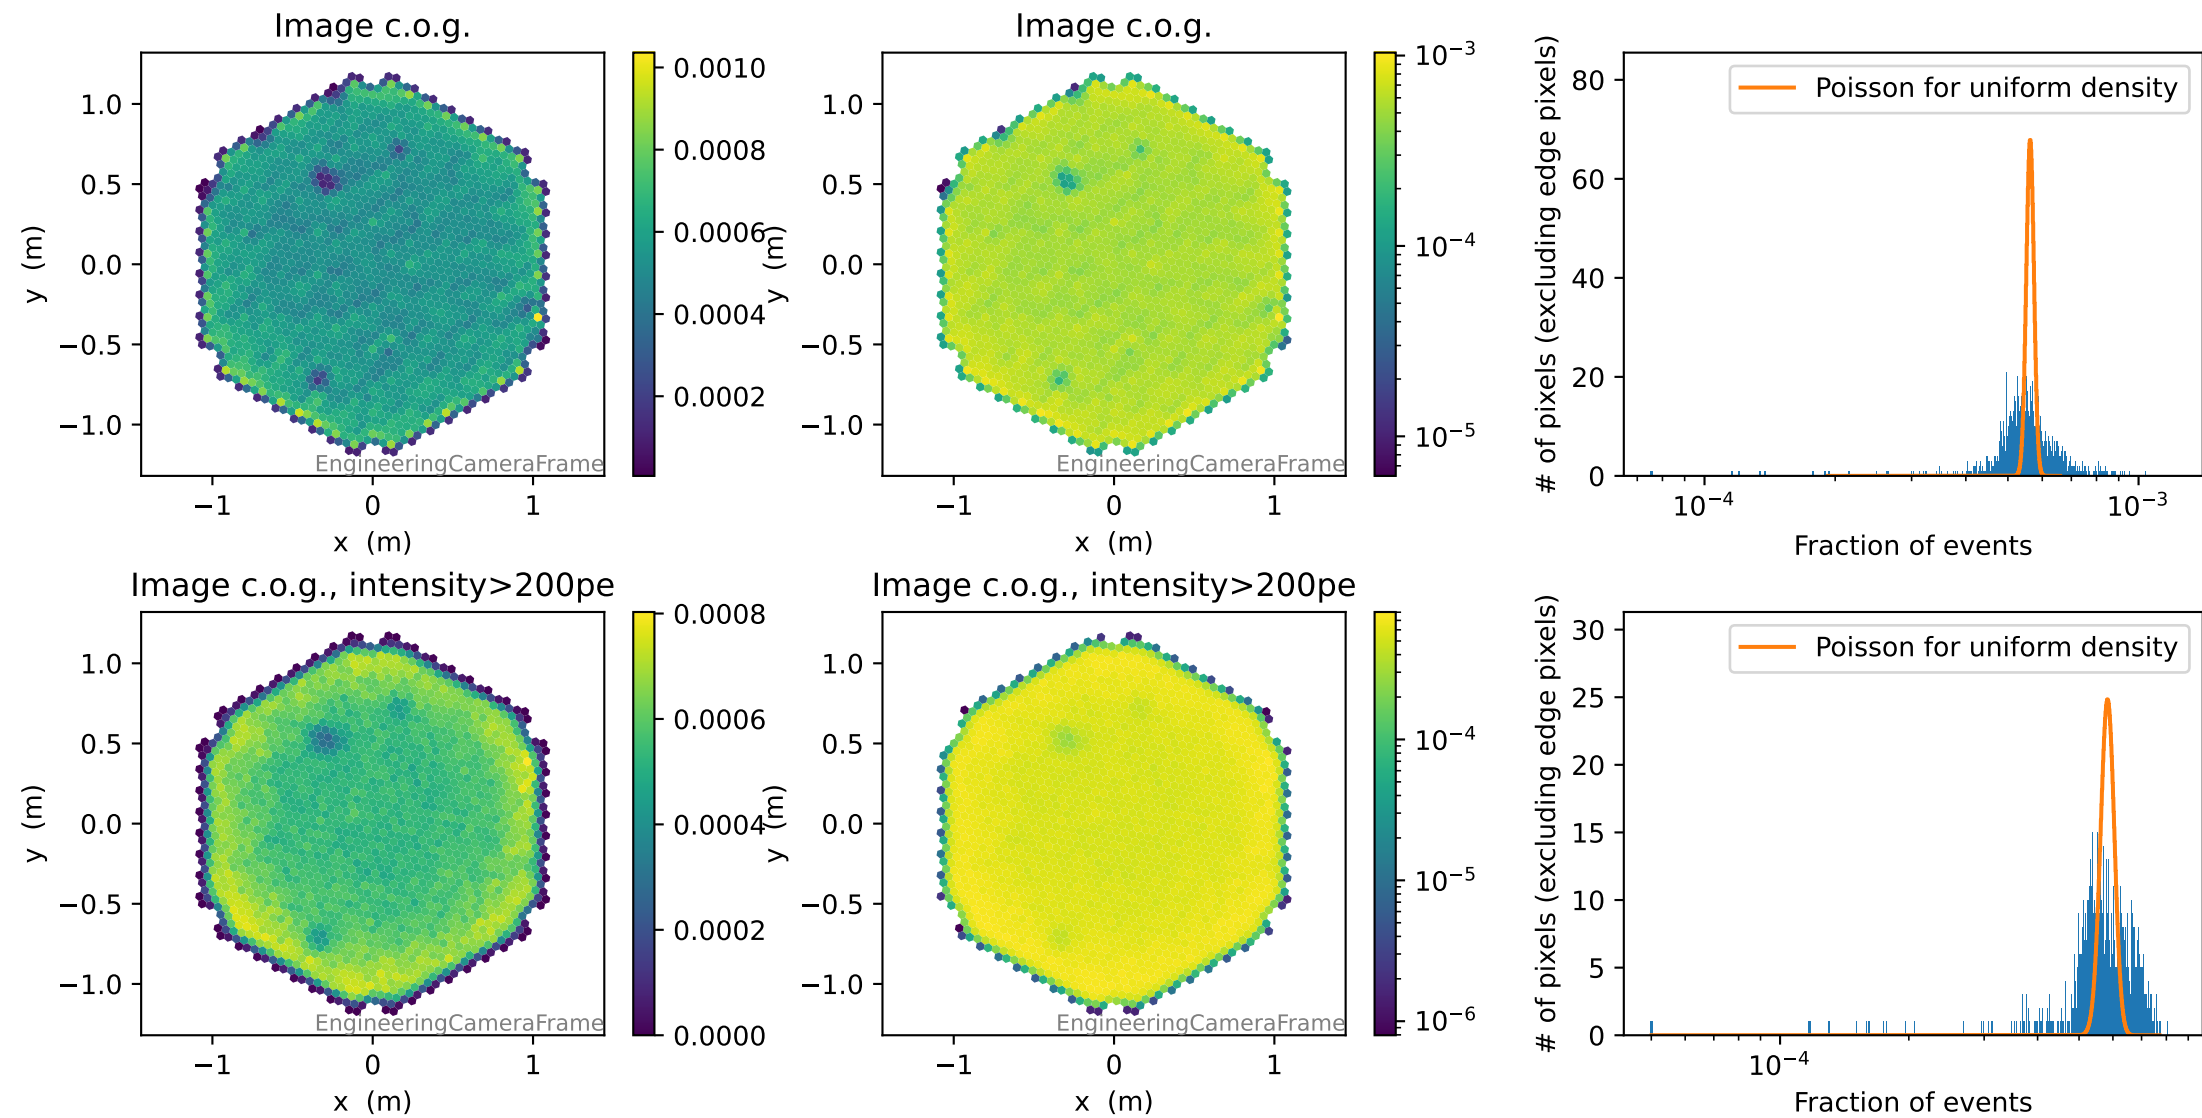 Image c.o.g.
1.0
0.5
0.0
−0.5
−1.0
y (m)
−1
0
1
x (m)
EngineeringCameraFrame
0.0010
0.0008
0.0006
0.0004
0.0002
Image c.o.g.
1.0
0.5
0.0
−0.5
−1.0
y (m)
−1
0
1
x (m)
EngineeringCameraFrame
10⁻³
10⁻⁴
10⁻⁵
# of pixels (excluding edge pixels)
80
60
40
20
0
Poisson for uniform density
10⁻⁴
10⁻³
Fraction of events
Image c.o.g., intensity>200pe
1.0
0.5
0.0
−0.5
−1.0
y (m)
−1
0
1
x (m)
EngineeringCameraFrame
0.0008
0.0006
0.0004
0.0002
0.0000
Image c.o.g., intensity>200pe
1.0
0.5
0.0
−0.5
−1.0
y (m)
−1
0
1
x (m)
EngineeringCameraFrame
10⁻⁴
10⁻⁵
10⁻⁶
# of pixels (excluding edge pixels)
30
25
20
15
10
5
0
Poisson for uniform density
10⁻⁴
Fraction of events